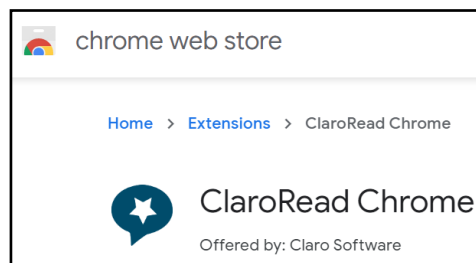 chrome web store
Home > Extensions > ClaroRead Chrome
ClaroRead Chrome
Offered by: Claro Software